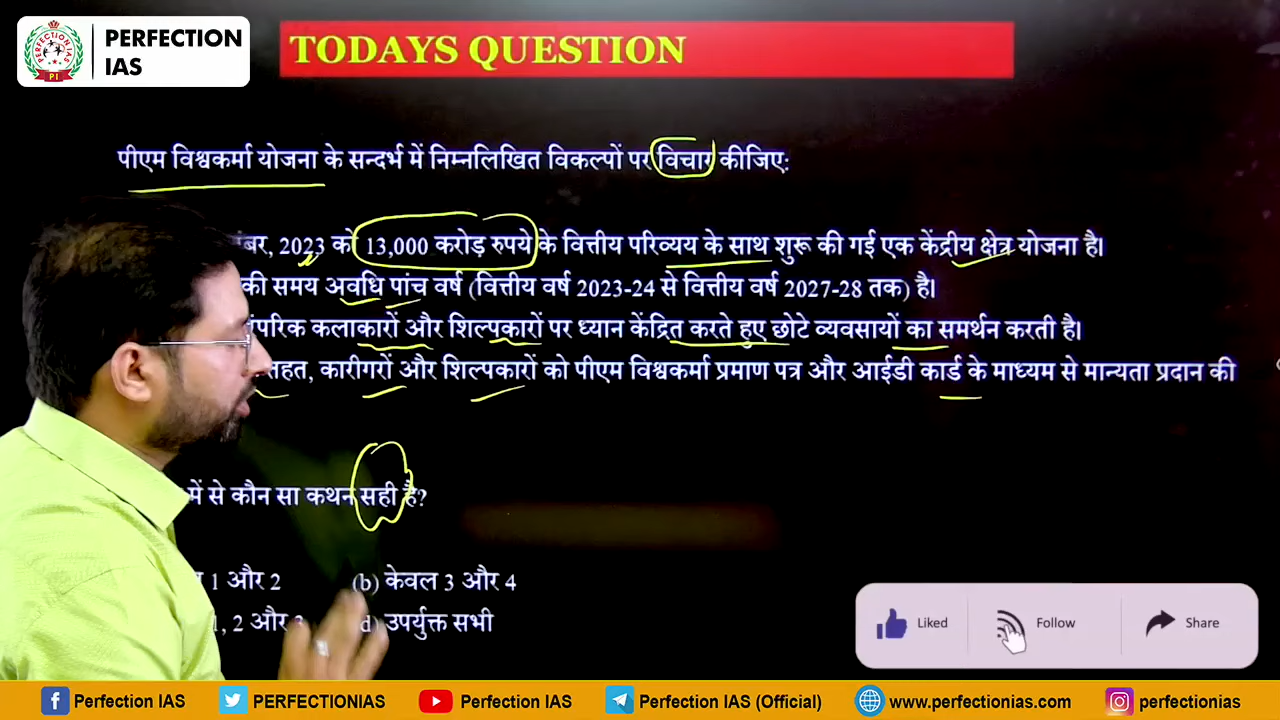 PERFECTION
IAS
TODAYS QUESTION
पीएम विश्वकर्मा योजना के सन्दर्भ में निम्नलिखित विकल्पों पर विचार कीजिए:
2023 को 13,000 करोड़ रुपये के वित्तीय परिव्यय के साथ शुरू की गई एक केंद्रीय क्षेत्र योजना है।
की समय अवधि पांच वर्ष (वित्तीय वर्ष 2023-24 से वित्तीय वर्ष 2027-28 तक) है।
कलाकारों और शिल्पकारों पर ध्यान केंद्रित करते हुए छोटे व्यवसायों का समर्थन करती है।
तहत, कारीगरों और शिल्पकारों को पीएम विश्वकर्मा प्रमाण पत्र और आईडी कार्ड के माध्यम से मान्यता प्रदान की
में से कौन सा कथन सही है?
1 और 2 (b) केवल 3 और 4
1, 2 और d) उपर्युक्त सभी
Liked Follow Share
Perfection IAS PERFECTIONIAS Perfection IAS Perfection IAS (Official) www.perfectionias.com perfectionias